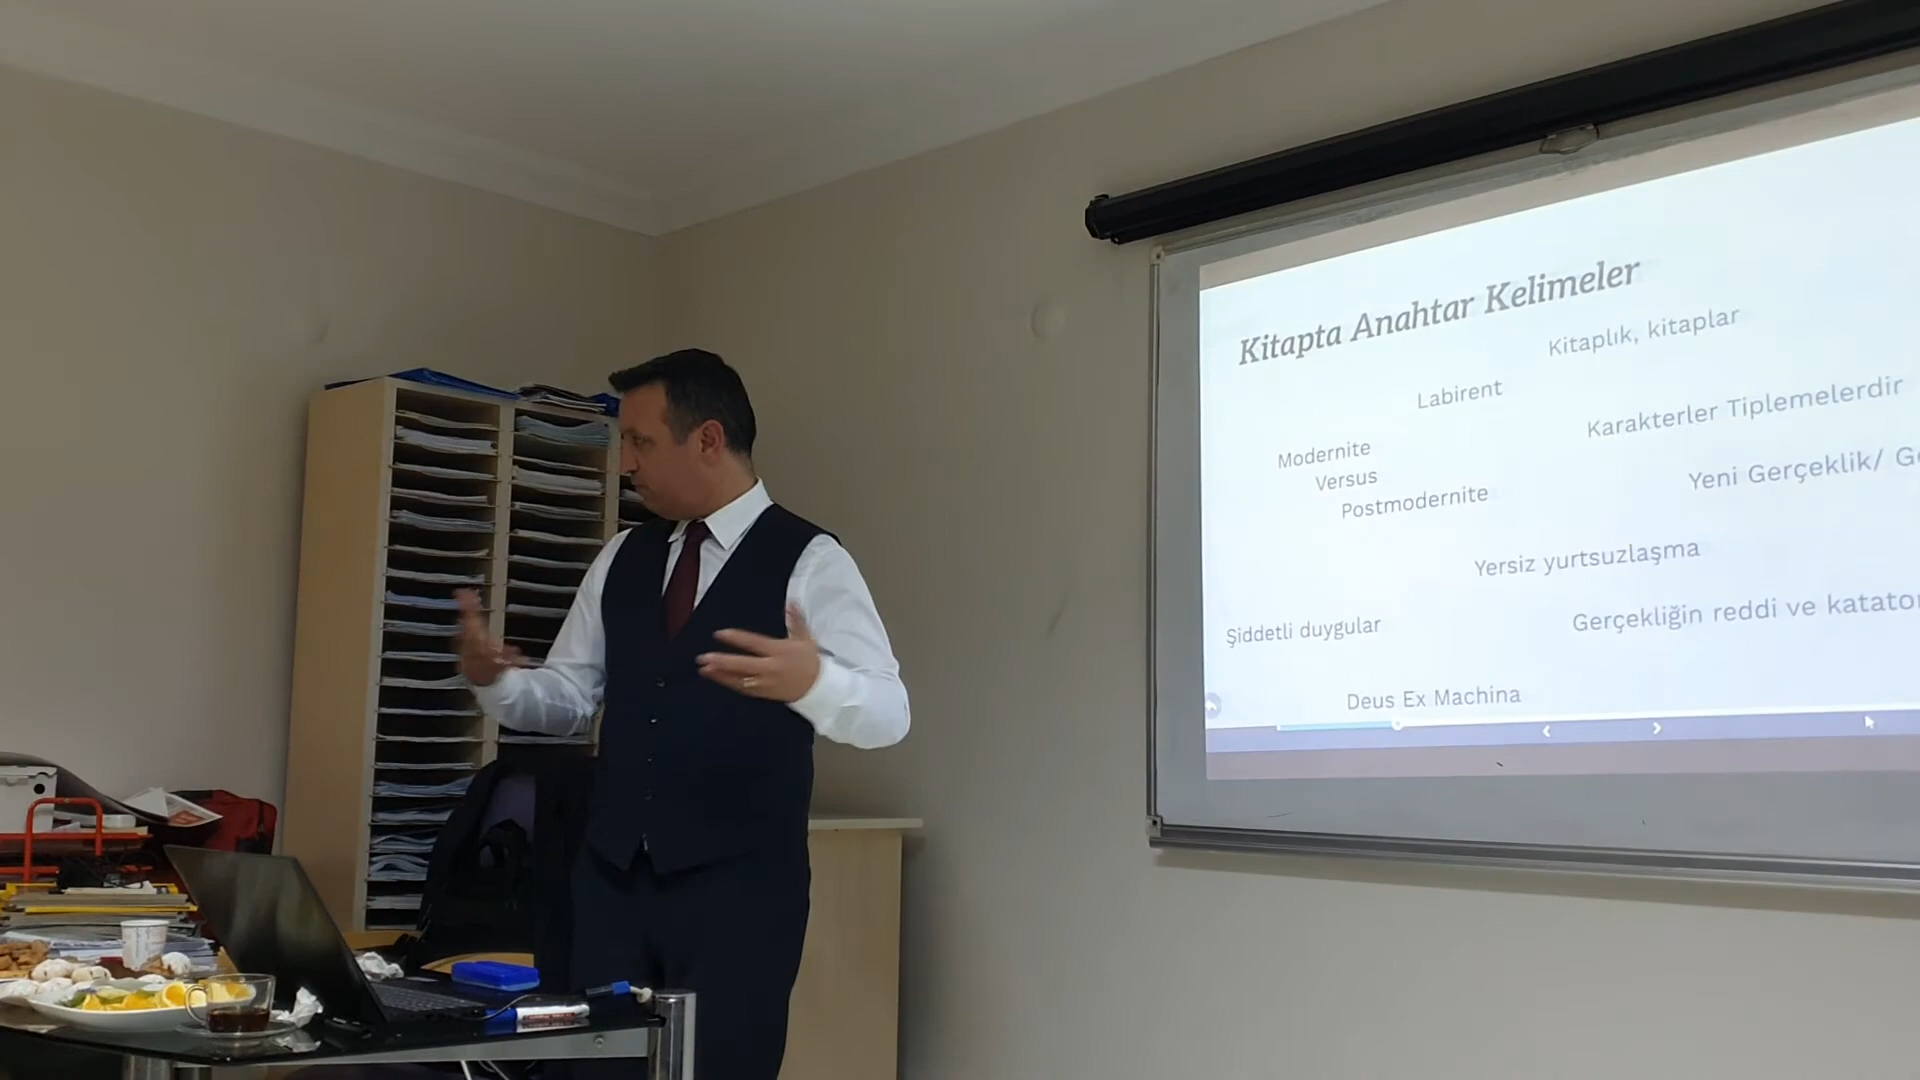 Kitapta Anahtar Kelimeler
Kitaplık, kitaplar
Labirent
Karakterler Tiplemelerdir
Modernite
Versus
Postmodernite
Yeni Gerçeklik/
Yersiz yurtsuzlaşma
Şiddetli duygular
Gerçekliğin reddi ve
Deus Ex Machina